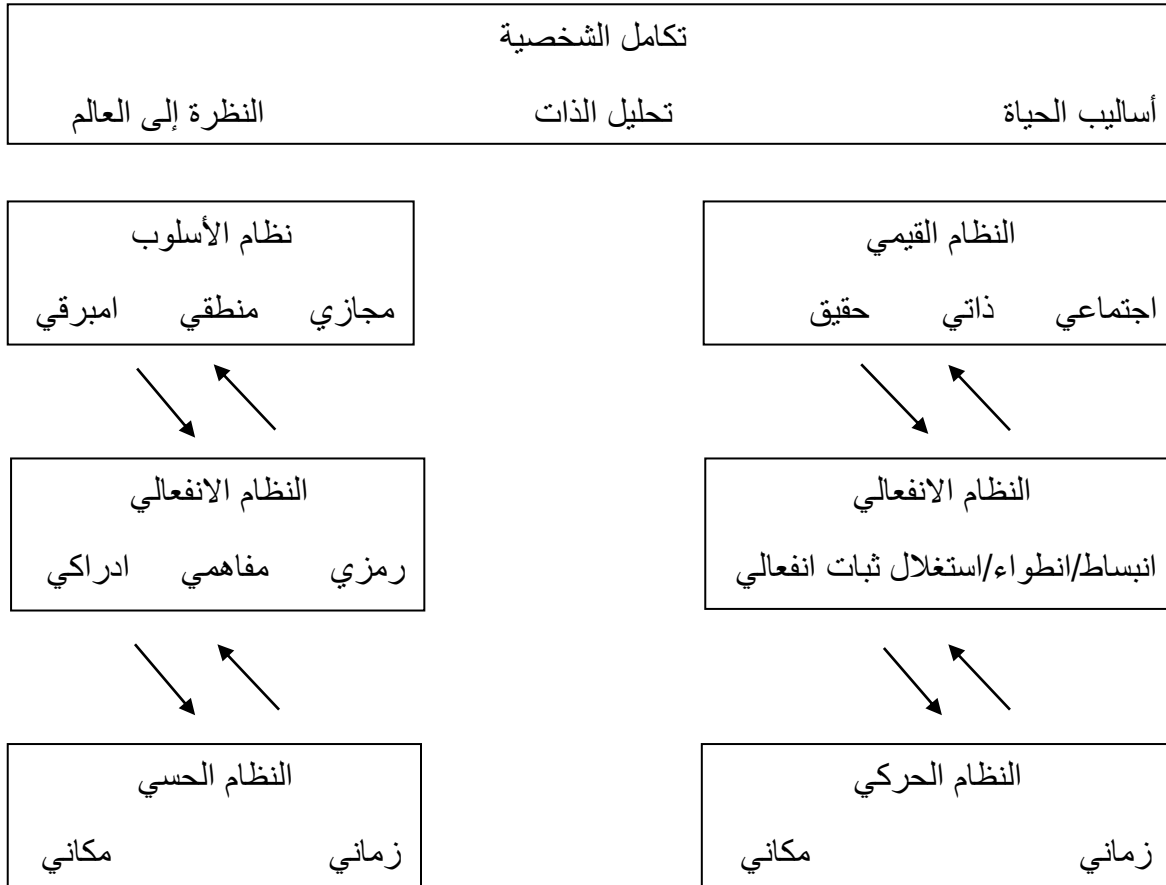 تكامل الشخصية
أساليب الحياة تحليل الذات النظرة إلى العالم
النظام القيمي
اجتماعي ذاتي حقيق
نظام الأسلوب
مجازي منطقي امبرقي
النظام الانفعالي
انبساط/انطواء/استغلال ثبات انفعالي
النظام الانفعالي
رمزي مفاهمي ادراكي
النظام الحركي
زماني مكاني
النظام الحسي
زماني مكاني